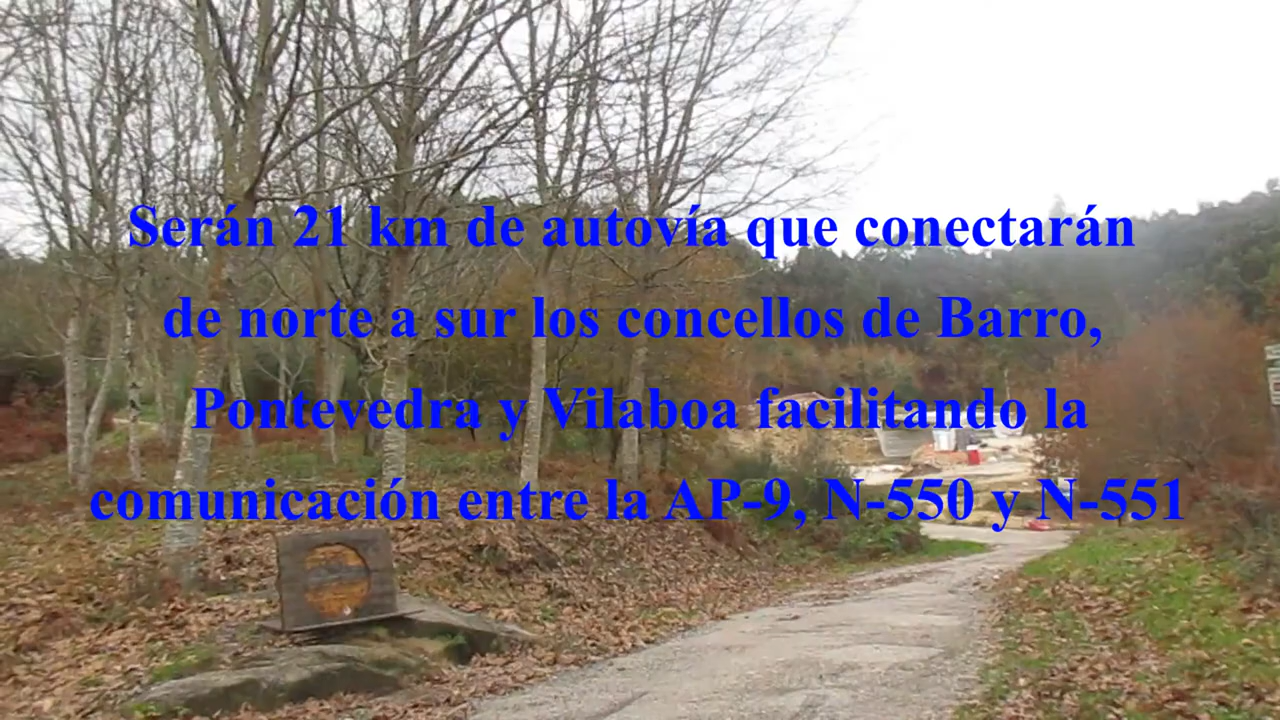 Serán 21 km de autovía que conectarán
de norte a sur los concellos de Barro,
Pontevedra y Vilaboa facilitando la
comunicación entre la AP-9, N-550 y N-551